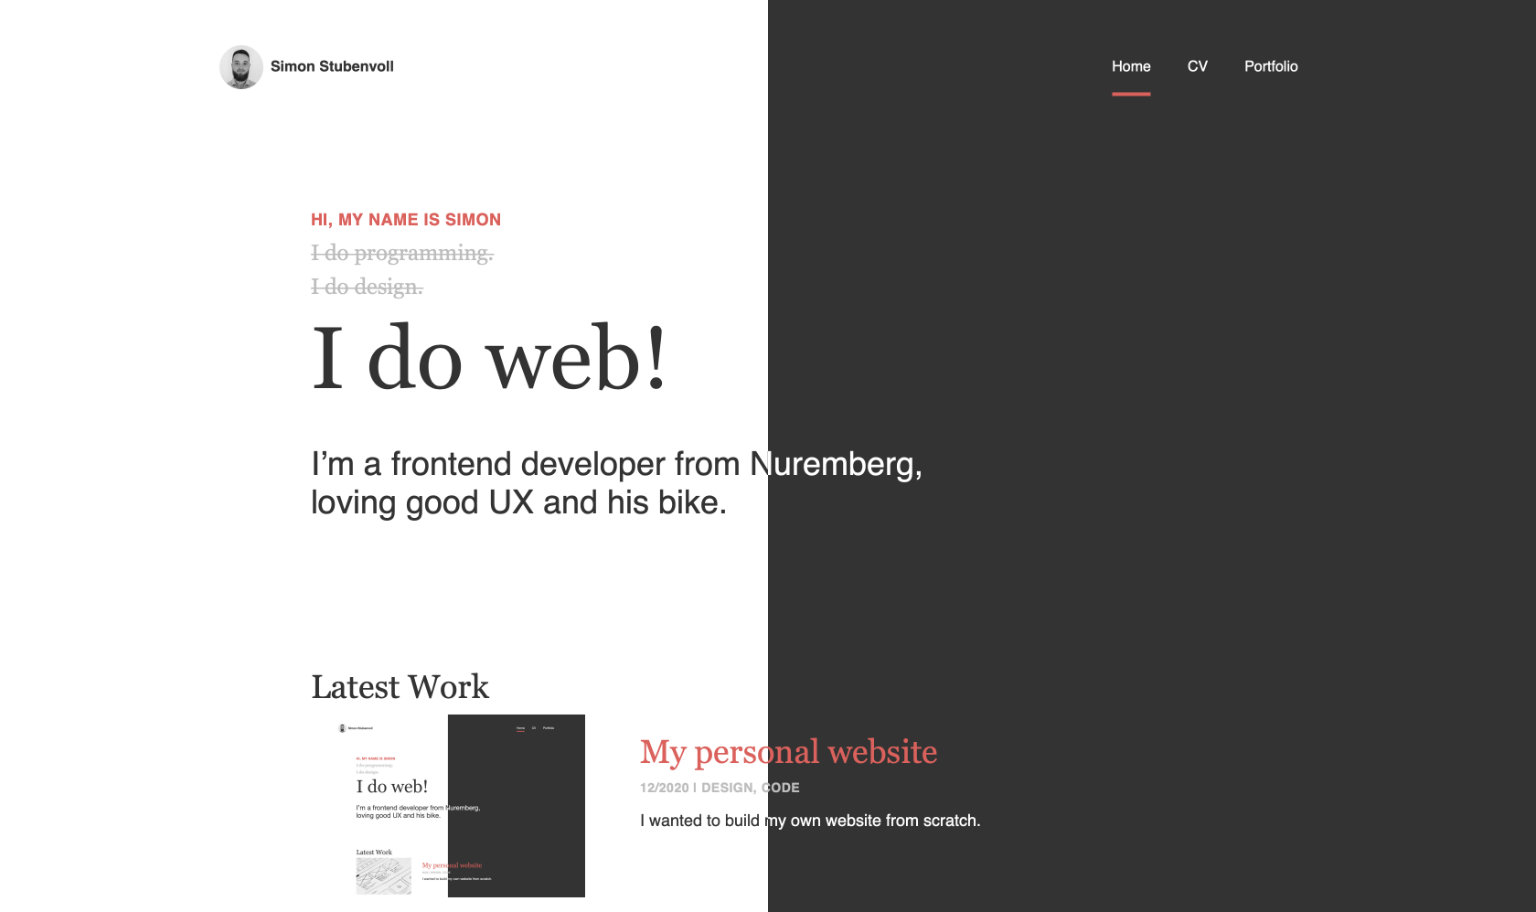 Simon Stubenvoll
Home CV Portfolio
HI, MY NAME IS SIMON
I do programming.
I do design.
I do web!
I’m a frontend developer from Nuremberg,
loving good UX and his bike.
Latest Work
Simon Stubenvoll
Home CV Portfolio
HI, MY NAME IS SIMON
I do programming.
I do design.
I do web!
I’m a frontend developer from Nuremberg,
loving good UX and his bike.
Latest Work
My personal website
I wanted to build my own website from scratch.
My personal website
12/2020 | DESIGN, CODE
I wanted to build my own website from scratch.